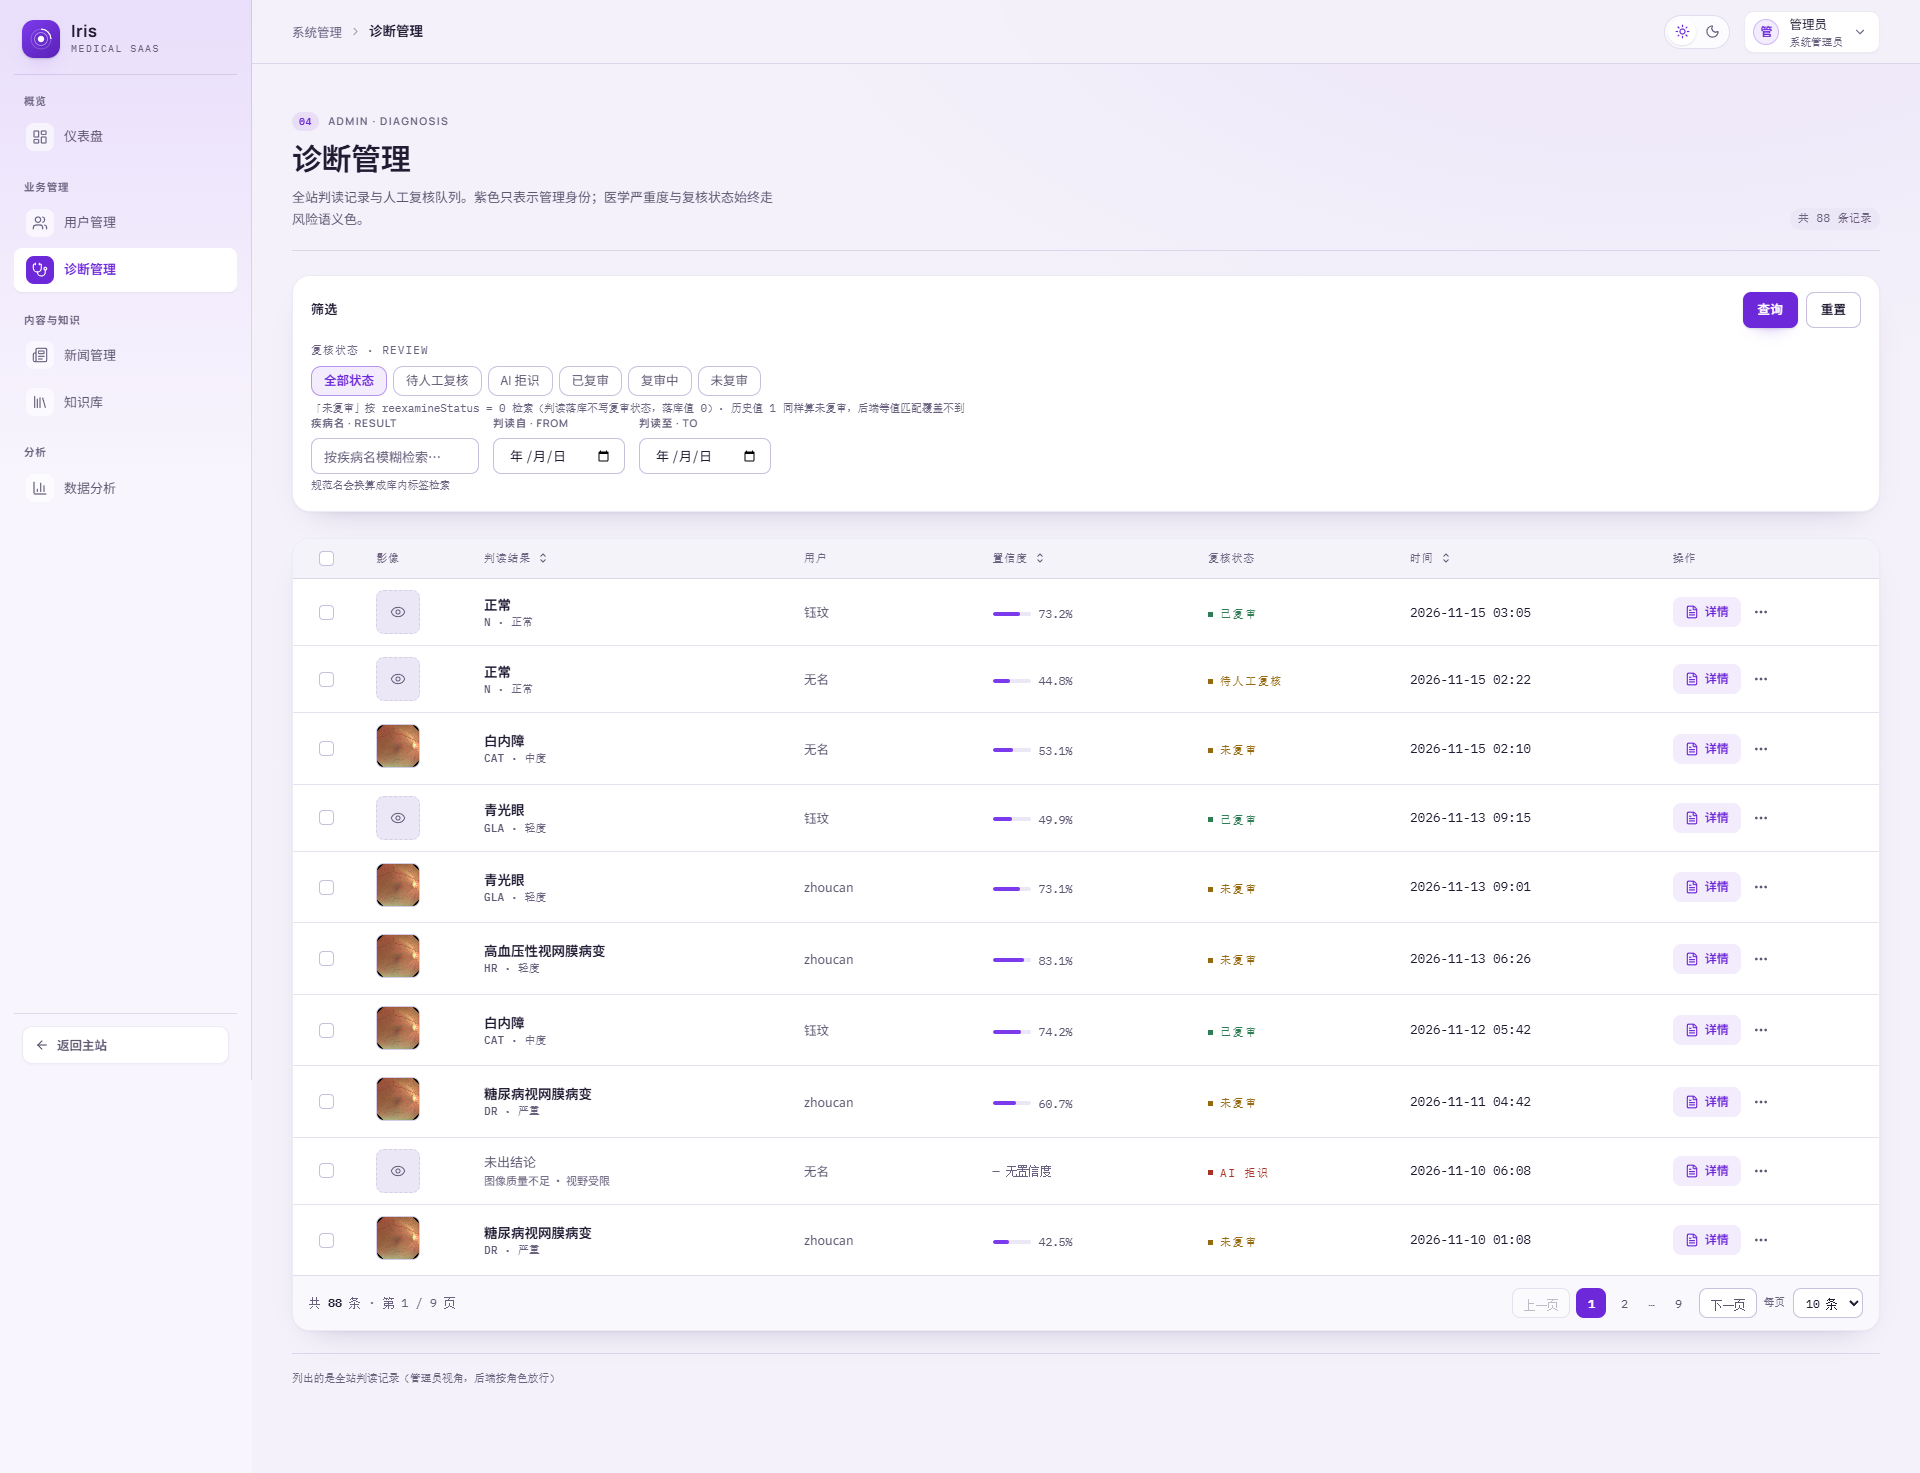 Iris
MEDICAL SAAS
概览
仪表盘
业务管理
用户管理
诊断管理
内容与知识
新闻管理
知识库
分析
数据分析
返回主站
系统管理
诊断管理
管
管理员
系统管理员
04
ADMIN · DIAGNOSIS
诊断管理
全站判读记录与人工复核队列。紫色只表示管理身份；医学严重度与复核状态始终走
风险语义色。
共 88 条记录
筛选
查询
重置
复核状态 · REVIEW
全部状态
待人工复核
AI 拒识
已复审
复审中
未复审
「未复审」按 reexamineStatus = 0 检索（判读落库不写复审状态，落库值 0）· 历史值 1 同样算未复审，后端等值匹配覆盖不到
疾病名 · RESULT
判读自 · FROM
判读至 · TO
按疾病名模糊检索…
年 /月/日
年 /月/日
规范名会换算成库内标签检索
影像
判读结果
用户
置信度
复核状态
时间
操作
正常
N · 正常
钰玟
73.2%
已复审
2026-11-15 03:05
详情
正常
N · 正常
无名
44.8%
待人工复核
2026-11-15 02:22
详情
白内障
CAT · 中度
无名
53.1%
未复审
2026-11-15 02:10
详情
青光眼
GLA · 轻度
钰玟
49.9%
已复审
2026-11-13 09:15
详情
青光眼
GLA · 轻度
zhoucan
73.1%
未复审
2026-11-13 09:01
详情
高血压性视网膜病变
HR · 轻度
zhoucan
83.1%
未复审
2026-11-13 06:26
详情
白内障
CAT · 中度
钰玟
74.2%
已复审
2026-11-12 05:42
详情
糖尿病视网膜病变
DR · 严重
zhoucan
60.7%
未复审
2026-11-11 04:42
详情
未出结论
图像质量不足 · 视野受限
无名
— 无置信度
AI 拒识
2026-11-10 06:08
详情
糖尿病视网膜病变
DR · 严重
zhoucan
42.5%
未复审
2026-11-10 01:08
详情
共 88 条 · 第 1 / 9 页
上一页
1
2
…
9
下一页
每页
10 条
列出的是全站判读记录（管理员视角，后端按角色放行）